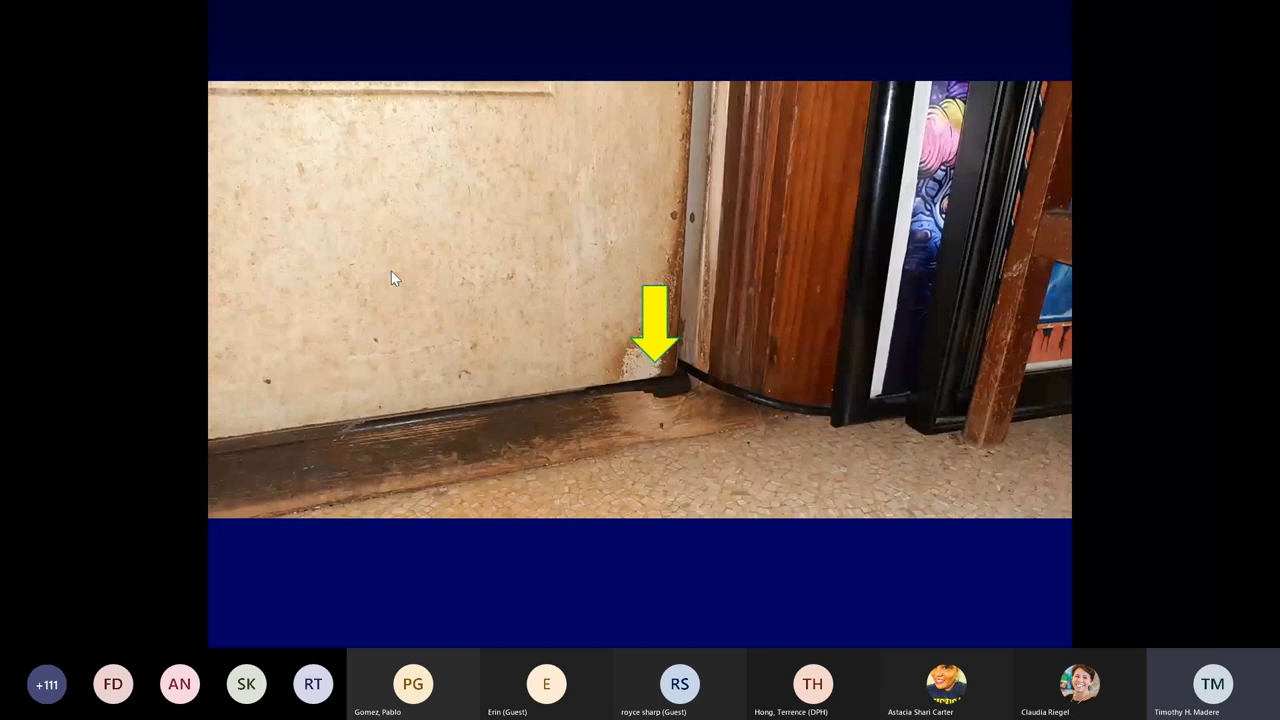 +111
FD
AN
SK
RT
PG
E
RS
TH
TM
Gomez, Pablo
Erin (Guest)
royce sharp (Guest)
Hong, Terrence (DPH)
Astacia Shari Carter
Claudia Riegel
Timothy H. Madere